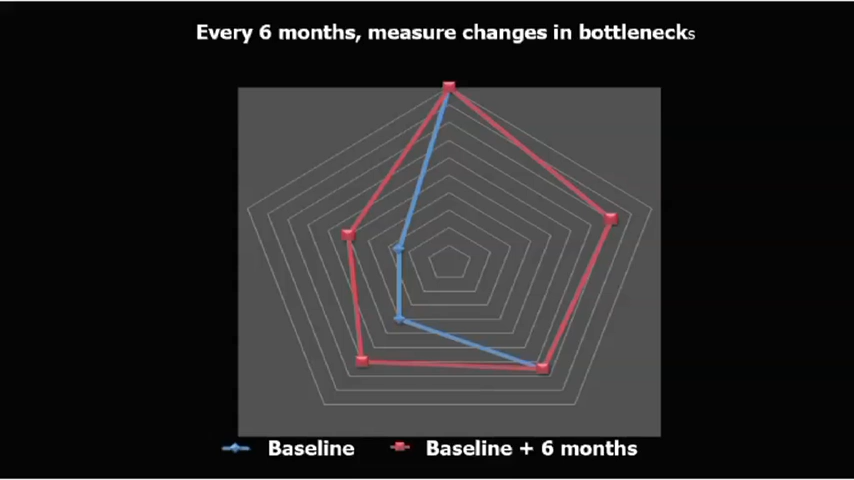 Every 6 months, measure changes in bottlenecks
Baseline
Baseline + 6 months